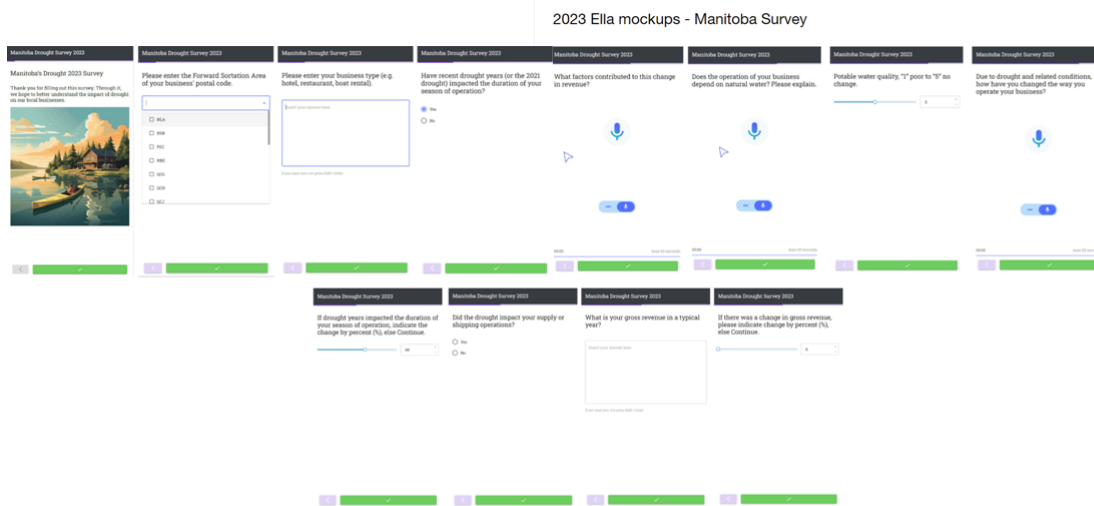 2023 Ella mockups - Manitoba Survey
Manitoba Drought Survey 2023
Manitoba's Drought 2023 Survey
Thank you for filling out this survey. Through it,
we hope to better understand the impact of drought
on our local businesses.
Manitoba Drought Survey 2023
Please enter the Forward Sortation Area
of your business' postal code.
Manitoba Drought Survey 2023
Please enter your business type (e.g.
hotel, restaurant, boat rental).
Manitoba Drought Survey 2023
Have recent drought years (or the 2021
drought) impacted the duration of your
season of operation?
Yes
No
Manitoba Drought Survey 2023
What factors contributed to this change
in revenue?
Manitoba Drought Survey 2023
Does the operation of your business
depend on natural water? Please explain.
Manitoba Drought Survey 2023
Potable water quality, "1" poor to "5" no
change.
Manitoba Drought Survey 2023
Due to drought and related conditions,
how have you changed the way you
operate your business?
Manitoba Drought Survey 2023
If drought years impacted the duration of
your season of operation, indicate the
change by percent (%), else Continue.
Manitoba Drought Survey 2023
Did the drought impact your supply or
shipping operations?
Yes
No
Manitoba Drought Survey 2023
What is your gross revenue in a typical
year?
Manitoba Drought Survey 2023
If there was a change in gross revenue,
please indicate change by percent (%),
else Continue.